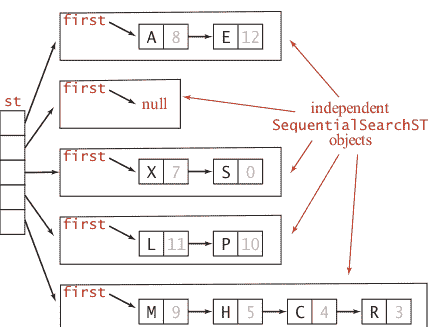 first
A 8 E 12
st
first
null
independent
SequentialSearchST
objects
first
X 7 S 0
first
L 11 P 10
first
M 9 H 5 C 4 R 3